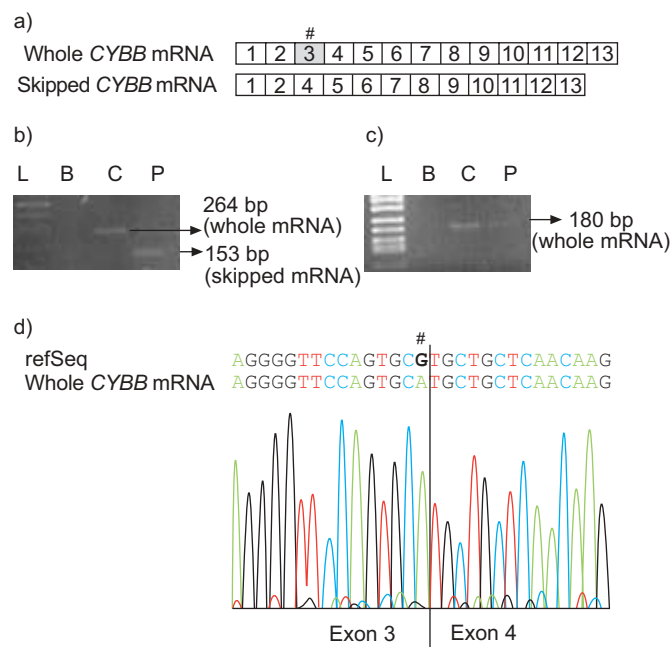 a)
#
Whole CYBB mRNA 1 2 3 4 5 6 7 8 9 10 11 12 13
Skipped CYBB mRNA 1 2 4 5 6 7 8 9 10 11 12 13
b)
L B C P
264 bp
(whole mRNA)
153 bp
(skipped mRNA)
c)
L B C P
180 bp
(whole mRNA)
d)
#
refSeq AGGGGTTCCAGTGCGTGCTGCTCAACAAG
Whole CYBB mRNA AGGGGTTCCAGTGCATGCTGCTCAACAAG
Exon 3 Exon 4